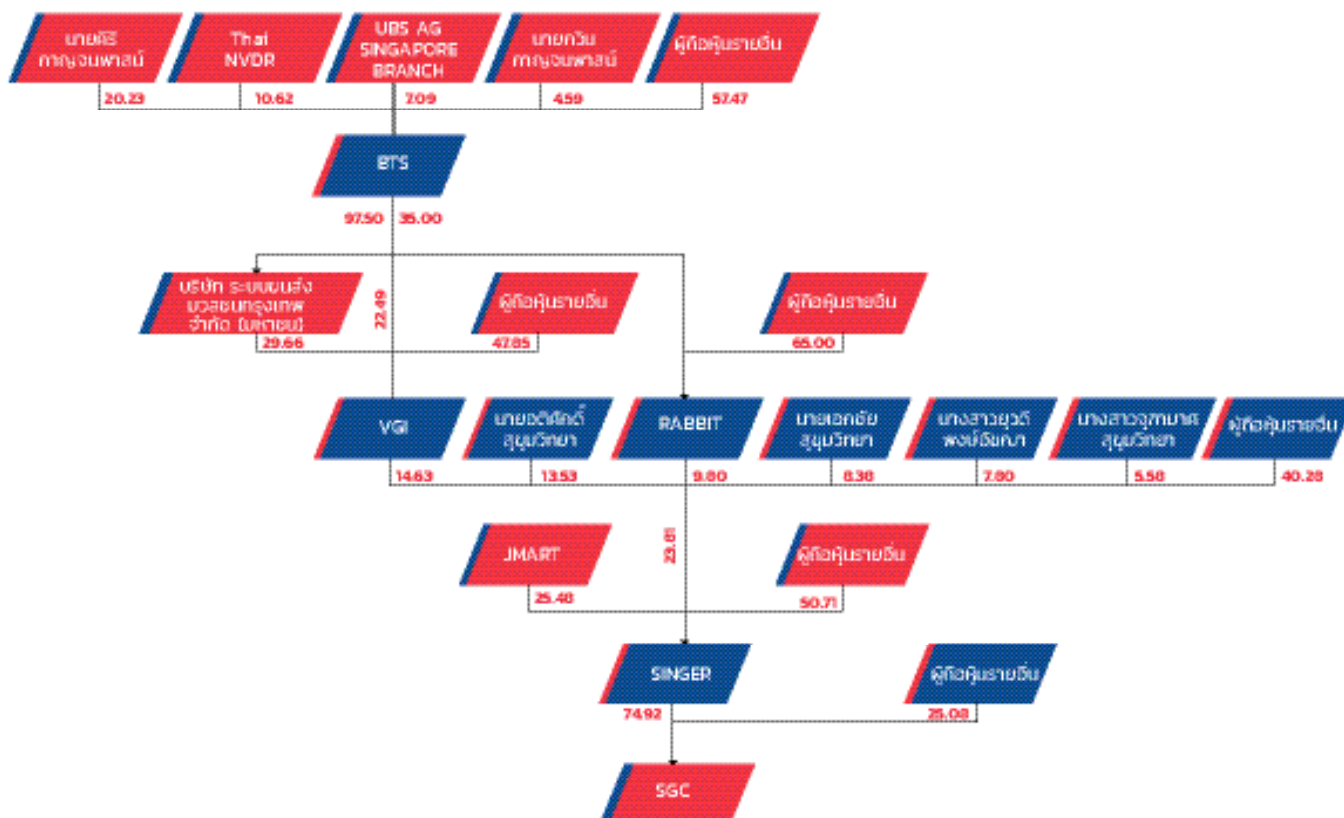 นายคีรี
กาญจนพาสน์
Thai
NVDR
UBS AG
SINGAPORE
BRANCH
นายกวิน
กาญจนพาสน์
ผู้ถือหุ้นรายอื่น
20.23
10.62
7.09
4.59
57.47
BTS
97.50
35.00
บริษัท ระบบขนส่ง
มวลชนกรุงเทพ
จำกัด (มหาชน)
22.49
ผู้ถือหุ้นรายอื่น
ผู้ถือหุ้นรายอื่น
29.66
47.85
65.00
VGI
นายอดิศักดิ์
สุขุมวิทยา
RABBIT
นายเอกชัย
สุขุมวิทยา
นางสาวยุวดี
พงษ์อัชฌา
นางสาวจุฑามาศ
สุขุมวิทยา
ผู้ถือหุ้นรายอื่น
14.63
13.53
9.80
8.38
7.80
5.58
40.28
JMART
23.81
ผู้ถือหุ้นรายอื่น
25.48
50.71
SINGER
ผู้ถือหุ้นรายอื่น
74.92
25.08
SGC